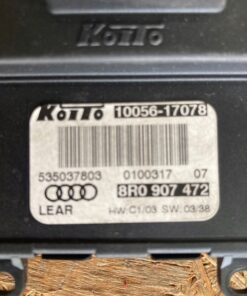 KOITO
KOITO 10056-17078
535037803 0100317 07
8R0 907 472
LEAR HW: C1/03 SW: 03/38